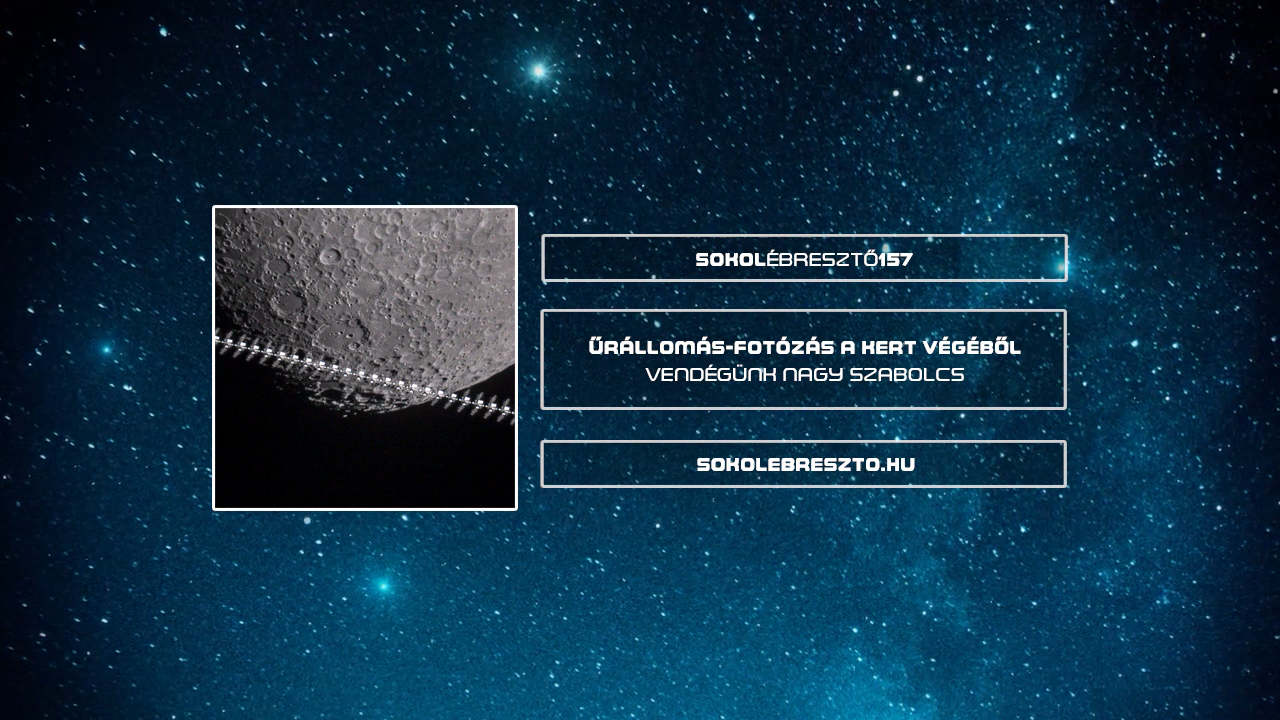 SOKOLÉBRESZTŐ157
ŰRÁLLOMÁS-FOTÓZÁS A KERT VÉGÉBŐL
VENDÉGÜNK NAGY SZABOLCS
SOKOLEBRESZTO.HU